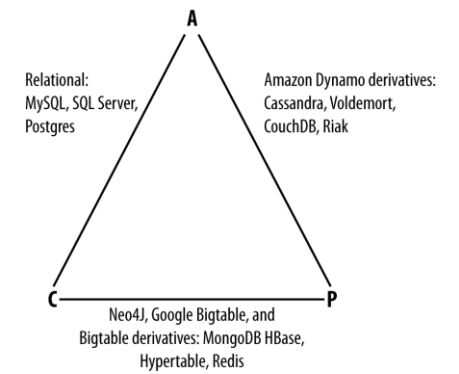 A
Relational:
MySQL, SQL Server,
Postgres
Amazon Dynamo derivatives:
Cassandra, Voldemort,
CouchDB, Riak
C
P
Neo4J, Google Bigtable, and
Bigtable derivatives: MongoDB HBase,
Hypertable, Redis